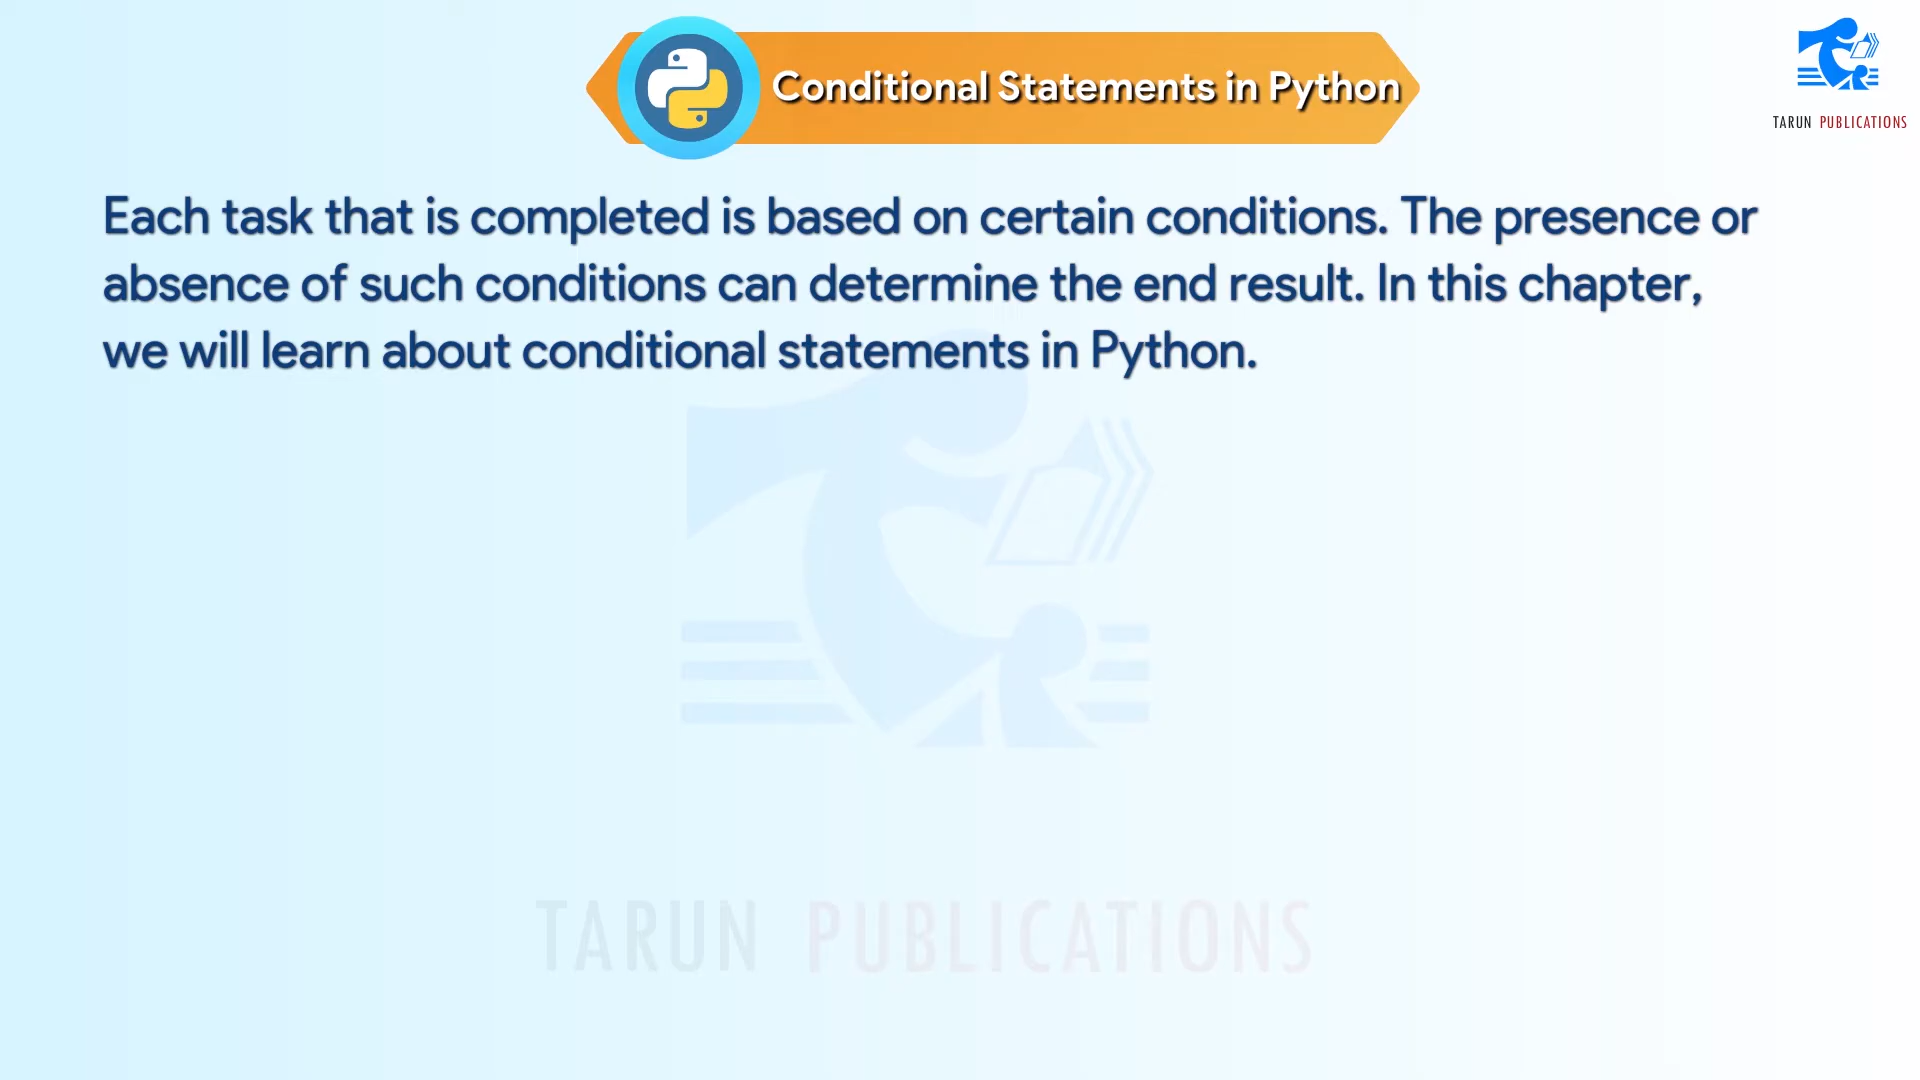 Conditional Statements in Python
TARUN PUBLICATIONS
Each task that is completed is based on certain conditions. The presence or
absence of such conditions can determine the end result. In this chapter,
we will learn about conditional statements in Python.
TARUN PUBLICATIONS